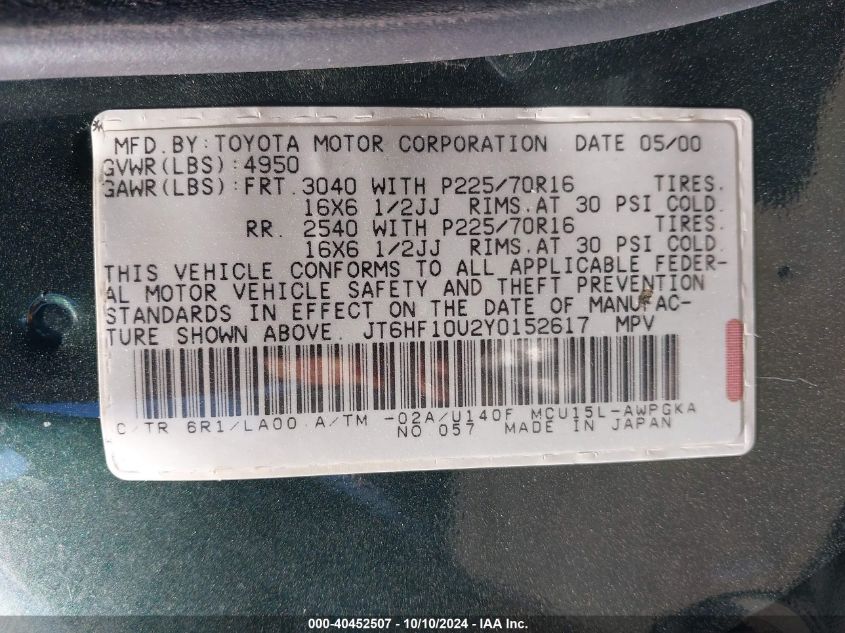 MFD. BY: TOYOTA MOTOR CORPORATION DATE 05/00
GVWR(LBS): 4950
GAWR(LBS): FRT. 3040 WITH P225/70R16 TIRES.
16X6 1/2JJ RIMS. AT 30 PSI COLD.
RR. 2540 WITH P225/70R16 TIRES.
16X6 1/2JJ RIMS. AT 30 PSI COLD.
THIS VEHICLE CONFORMS TO ALL APPLICABLE FEDER-
AL MOTOR VEHICLE SAFETY AND THEFT PREVENTION
STANDARDS IN EFFECT ON THE DATE OF MANUFAC-
TURE SHOWN ABOVE. JT6HF10U2Y0152617 MPV
C/TR 6R1/LA00 A/TM -02A/U140F MCU15L-AWPGKA
NO 057 MADE IN JAPAN
000-40452507 - 10/10/2024 - IAA Inc.